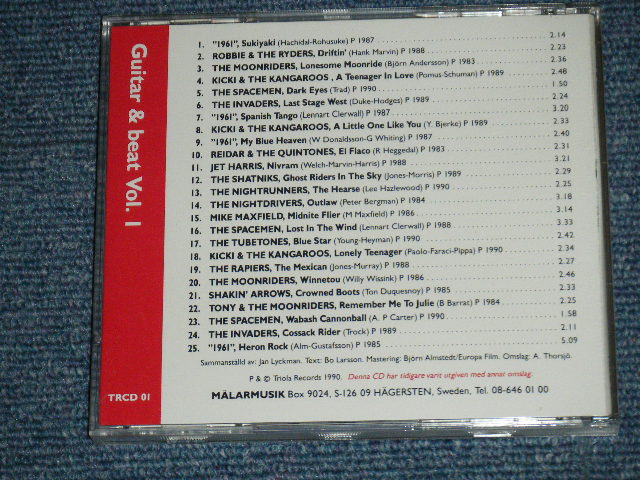 Guitar & beat Vol. 1
TRCD 01
1. "1961", Sukiyaki (Hachidal-Rohusuke) P 1987 2.14
2. ROBBIE & THE RYDERS, Driftin' (Hank Marvin) P 1988 2.23
3. THE MOONRIDERS, Lonesome Moonride (Björn Andersson) P 1983 2.36
4. KICKI & THE KANGAROOS , A Teenager In Love (Pomus-Schuman) P 1989 2.48
5. THE SPACEMEN, Dark Eyes (Trad) P 1990 1.50
6. THE INVADERS, Last Stage West (Duke-Hodges) P 1989 2.24
7. "1961", Spanish Tango (Lennart Clerwall) P 1987 3.20
8. KICKI & THE KANGAROOS, A Little One Like You (Y. Bjerke) P 1989 2.33
9. "1961", My Blue Heaven (W Donaldsson-G Whiting) P 1987 2.40
10. REIDAR & THE QUINTONES, El Flaco (R Heggedal) P 1983 2.31
11. JET HARRIS, Nivram (Welch-Marvin-Harris) P 1988 3.21
12. THE SHATNIKS, Ghost Riders In The Sky (Jones-Morris) P 1989 2.29
13. THE NIGHTRUNNERS, The Hearse (Lee Hazlewood) P 1990 2.25
14. THE NIGHTDRIVERS, Outlaw (Peter Bergman) P 1984 3.18
15. MIKE MAXFIELD, Midnite Flier (M Maxfield) P 1986 3.14
16. THE SPACEMEN, Lost In The Wind (Lennart Clerwall) P 1988 3.33
17. THE TUBETONES, Blue Star (Young-Heyman) P 1990 2.42
18. KICKI & THE KANGAROOS, Lonely Teenager (Paolo-Faraci-Pippa) P 1990 2.34
19. THE RAPIERS, The Mexican (Jones-Murray) P 1988 2.27
20. THE MOONRIDERS, Winnetou (Willy Wissink) P 1986 2.46
21. SHAKIN' ARROWS, Crowned Boots (Ton Duquesnoy) P 1985 2.33
22. TONY & THE MOONRIDERS, Remember Me To Julie (B Barrat) P 1984 2.25
23. THE SPACEMEN, Wabash Cannonball (A. P Carter) P 1990 1.58
24. THE INVADERS, Cossack Rider (Trock) P 1989 2.11
25. "1961", Heron Rock (Alm-Gustafsson) P 1985 5.09
Sammanställd av: Jan Lyckman. Text: Bo Larsson. Mastering: Björn Almstedt/Europa Film. Omslag: A. Thorsjö.
P & © Triola Records 1990. Denna CD har tidigare varit utgiven med annat omslag.
MÄLARMUSIK Box 9024, S-126 09 HÄGERSTEN, Sweden, Tel. 08-646 01 00